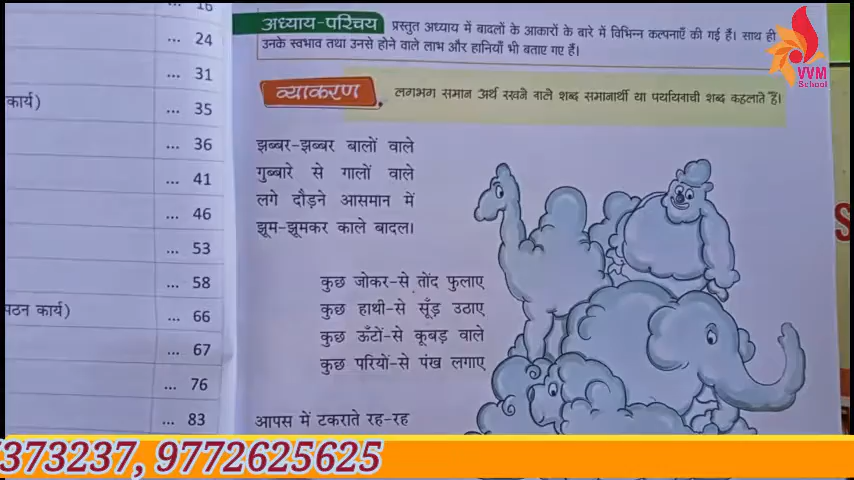 16
... 24
... 31
कार्य) ... 35
... 36
... 41
... 46
... 53
... 58
पठन कार्य) ... 66
... 67
... 76
... 83
अध्याय-परिचय प्रस्तुत अध्याय में बादलों के आकारों के बारे में विभिन्न कल्पनाएँ की गई हैं। साथ ही
उनके स्वभाव तथा उनसे होने वाले लाभ और हानियाँ भी बताए गए हैं।
व्याकरण लगभग समान अर्थ रखने वाले शब्द समानार्थी या पर्यायवाची शब्द कहलाते हैं।
झब्बर-झब्बर बालों वाले
गुब्बारे से गालों वाले
लगे दौड़ने आसमान में
झूम-झूमकर काले बादल।
कुछ जोकर-से तोंद फुलाए
कुछ हाथी-से सूँड़ उठाए
कुछ ऊँटों-से कूबड़ वाले
कुछ परियों-से पंख लगाए
आपस में टकराते रह-रह
VVM
School
373237, 9772625625